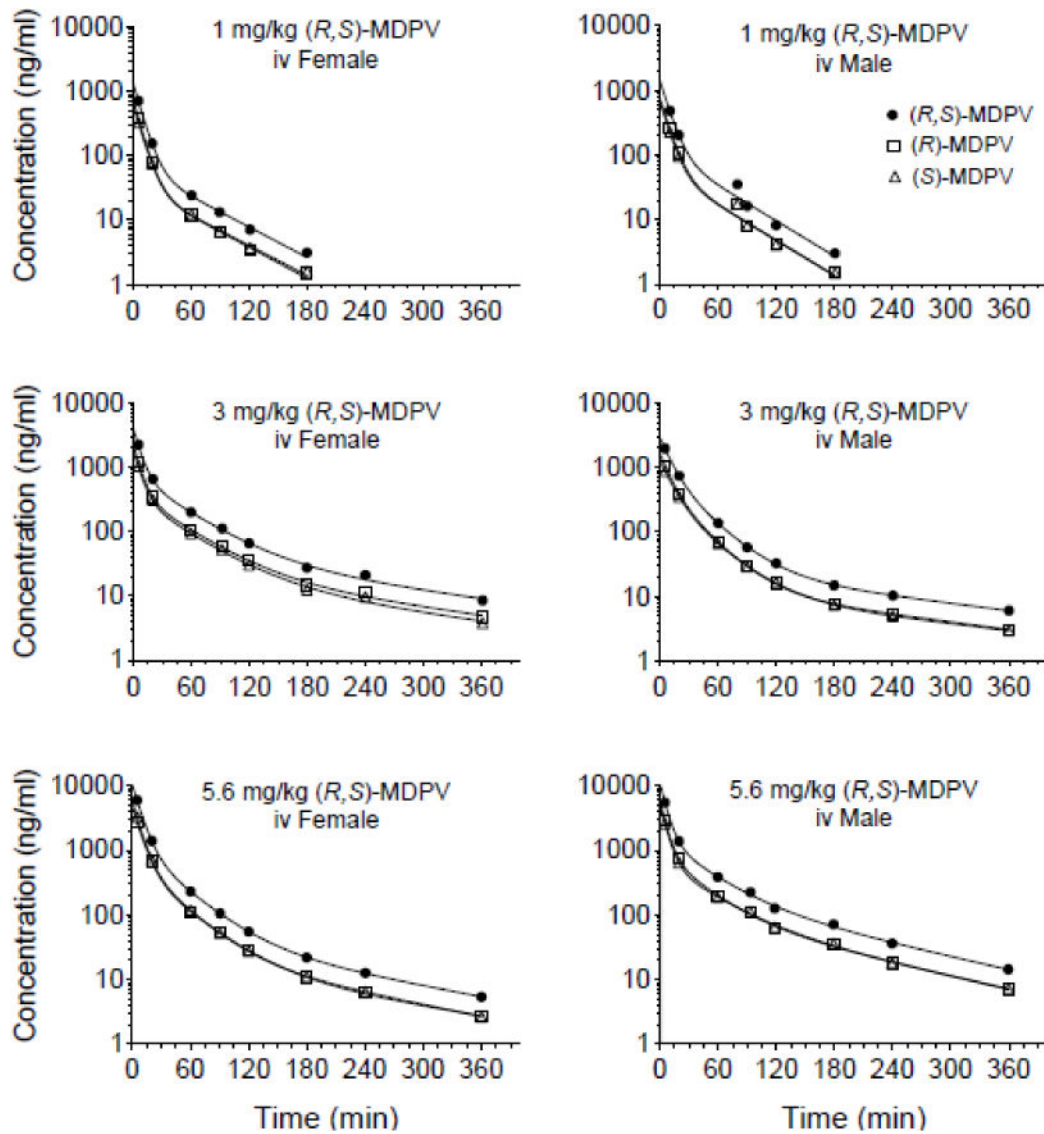 1 mg/kg (R,S)-MDPV
iv Female
Concentration (ng/ml)
10000
1000
100
10
1
0 60 120 180 240 300 360
1 mg/kg (R,S)-MDPV
iv Male
(R,S)-MDPV
(R)-MDPV
(S)-MDPV
10000
1000
100
10
1
0 60 120 180 240 300 360
3 mg/kg (R,S)-MDPV
iv Female
Concentration (ng/ml)
10000
1000
100
10
1
0 60 120 180 240 300 360
3 mg/kg (R,S)-MDPV
iv Male
10000
1000
100
10
1
0 60 120 180 240 300 360
5.6 mg/kg (R,S)-MDPV
iv Female
Concentration (ng/ml)
10000
1000
100
10
1
0 60 120 180 240 300 360
Time (min)
5.6 mg/kg (R,S)-MDPV
iv Male
10000
1000
100
10
1
0 60 120 180 240 300 360
Time (min)